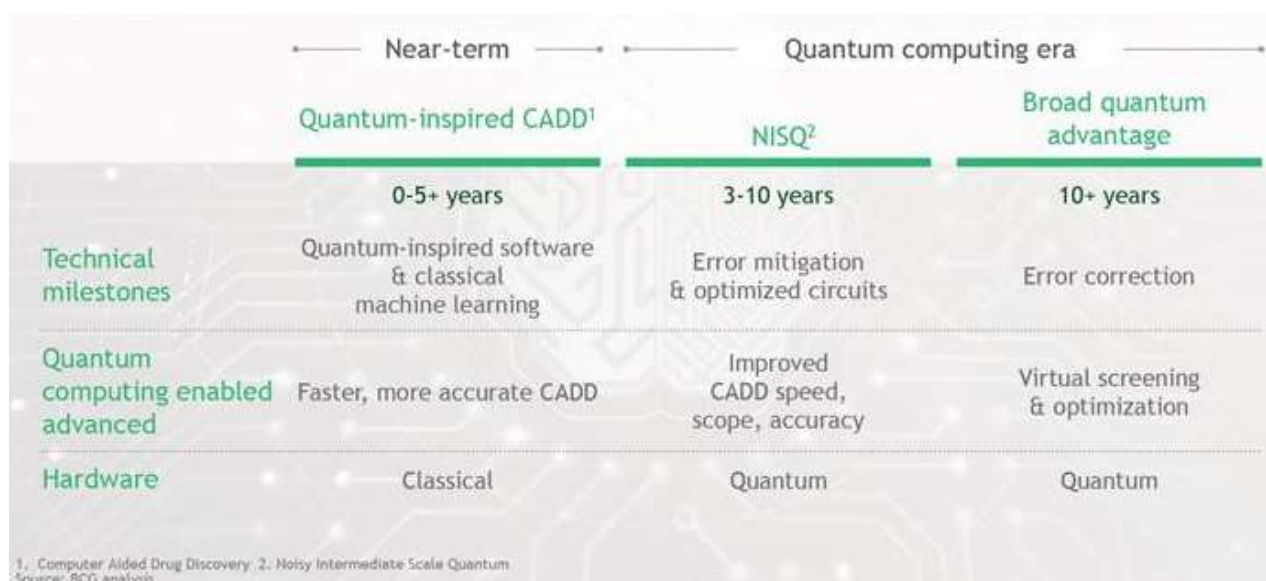 Near-term Quantum computing era
Quantum-inspired CADD¹ NISQ² Broad quantum
advantage
0-5+ years 3-10 years 10+ years
Technical
milestones
Quantum-inspired software
& classical
machine learning
Error mitigation
& optimized circuits
Error correction
Quantum
computing enabled
advanced
Faster, more accurate CADD
Improved
CADD speed,
scope, accuracy
Virtual screening
& optimization
Hardware Classical Quantum Quantum
1. Computer Aided Drug Discovery 2. Noisy Intermediate Scale Quantum
Source: BCG analysis